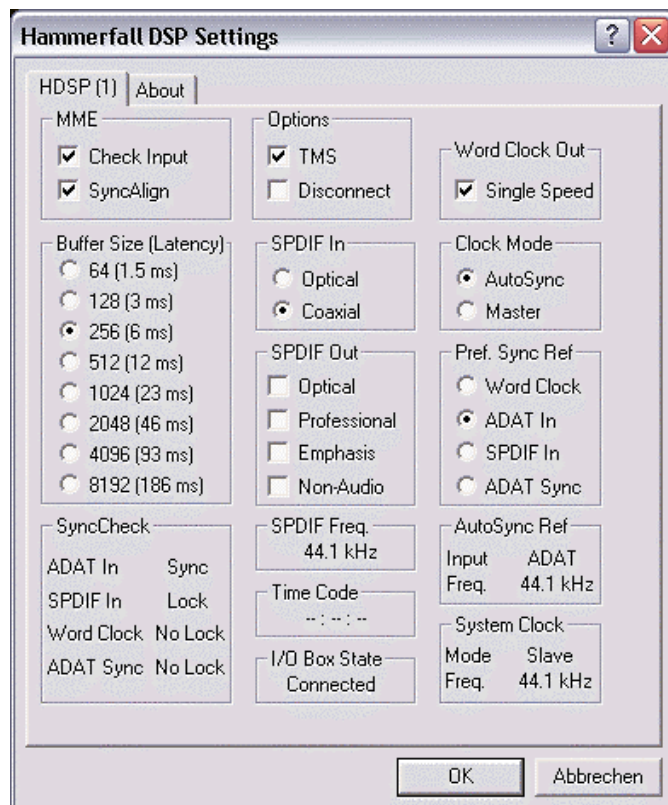 Hammerfall DSP Settings
HDSP (1)
About
MME
Check Input
SyncAlign
Options
TMS
Disconnect
Word Clock Out
Single Speed
Buffer Size (Latency)
64 (1.5 ms)
128 (3 ms)
256 (6 ms)
512 (12 ms)
1024 (23 ms)
2048 (46 ms)
4096 (93 ms)
8192 (186 ms)
SPDIF In
Optical
Coaxial
Clock Mode
AutoSync
Master
SPDIF Out
Optical
Professional
Emphasis
Non-Audio
Pref. Sync Ref
Word Clock
ADAT In
SPDIF In
ADAT Sync
SyncCheck
ADAT In Sync
SPDIF In Lock
Word Clock No Lock
ADAT Sync No Lock
SPDIF Freq.
44.1 kHz
Time Code
-- : -- : --
I/O Box State
Connected
AutoSync Ref
Input ADAT
Freq. 44.1 kHz
System Clock
Mode Slave
Freq. 44.1 kHz
OK
Abbrechen